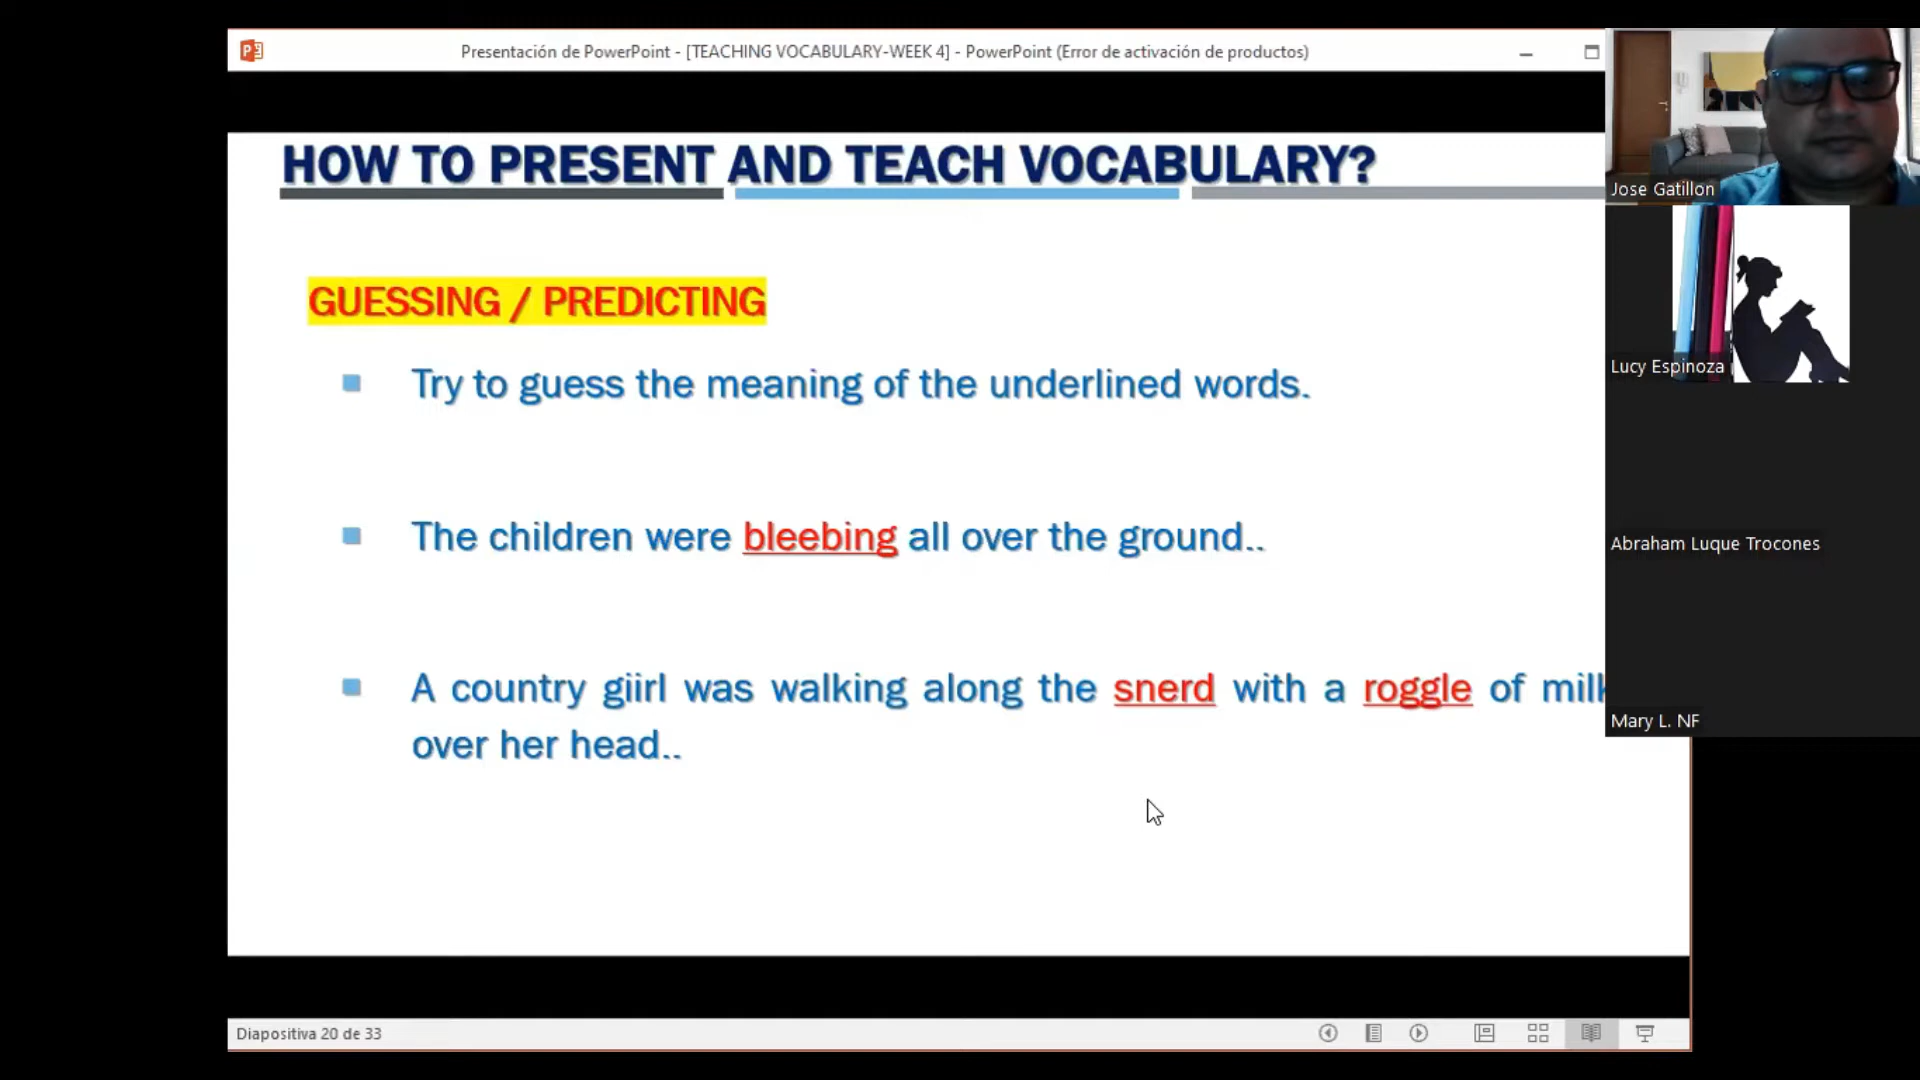 Presentación de PowerPoint - [TEACHING VOCABULARY-WEEK 4] - PowerPoint (Error de activación de productos)
HOW TO PRESENT AND TEACH VOCABULARY?
GUESSING / PREDICTING
Try to guess the meaning of the underlined words.
The children were bleebing all over the ground..
A country giirl was walking along the snerd with a roggle of milk
over her head..
Diapositiva 20 de 33
Jose Gatillon
Lucy Espinoza
Abraham Luque Trocones
Mary L. NF